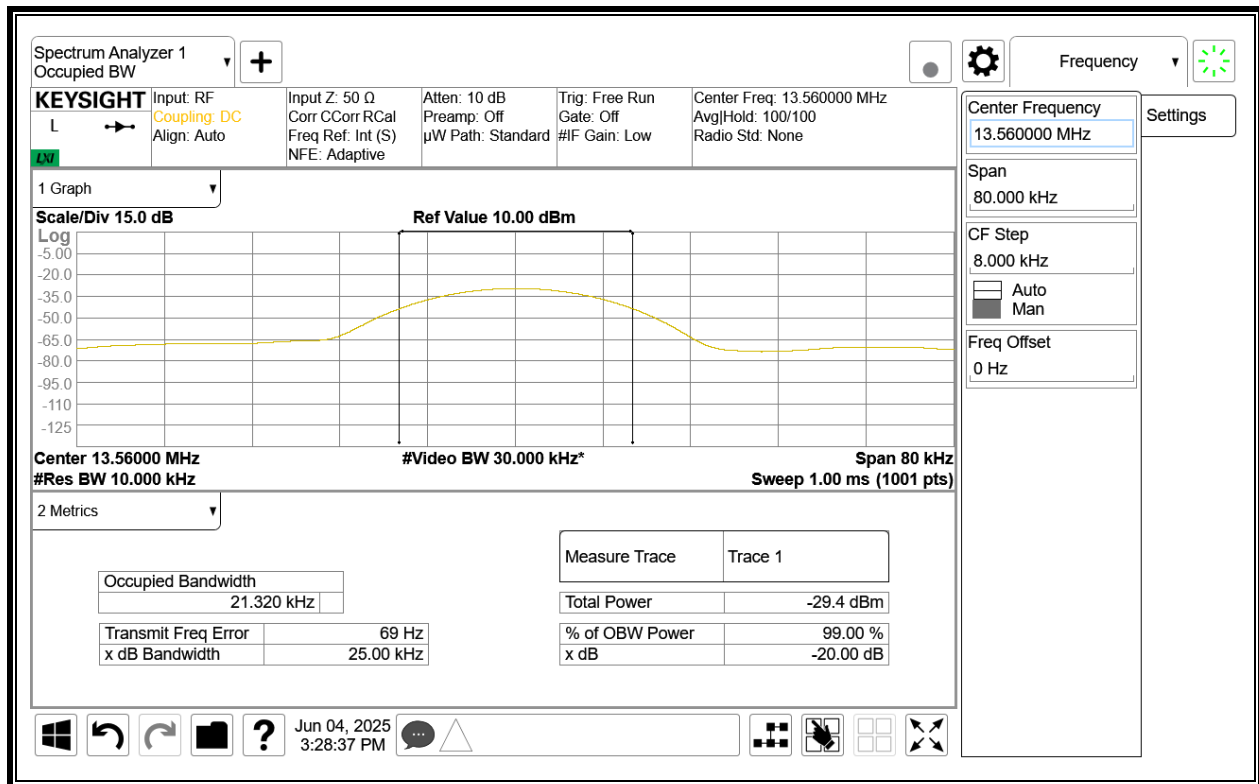 Spectrum Analyzer 1
Occupied BW
Frequency
KEYSIGHT
L
LXI
Input: RF
Coupling: DC
Align: Auto
Input Z: 50 Ω
Corr CCorr RCal
Freq Ref: Int (S)
NFE: Adaptive
Atten: 10 dB
Preamp: Off
µW Path: Standard
Trig: Free Run
Gate: Off
#IF Gain: Low
Center Freq: 13.560000 MHz
Avg|Hold: 100/100
Radio Std: None
Center Frequency
13.560000 MHz
Settings
Span
80.000 kHz
CF Step
8.000 kHz
Auto
Man
Freq Offset
0 Hz
1 Graph
Scale/Div 15.0 dB
Ref Value 10.00 dBm
Log
-5.00
-20.0
-35.0
-50.0
-65.0
-80.0
-95.0
-110
-125
Center 13.56000 MHz
#Video BW 30.000 kHz*
Span 80 kHz
#Res BW 10.000 kHz
Sweep 1.00 ms (1001 pts)
2 Metrics
Measure Trace Trace 1
Occupied Bandwidth
21.320 kHz
Total Power -29.4 dBm
Transmit Freq Error 69 Hz
% of OBW Power 99.00 %
x dB Bandwidth 25.00 kHz
x dB -20.00 dB
Jun 04, 2025
3:28:37 PM